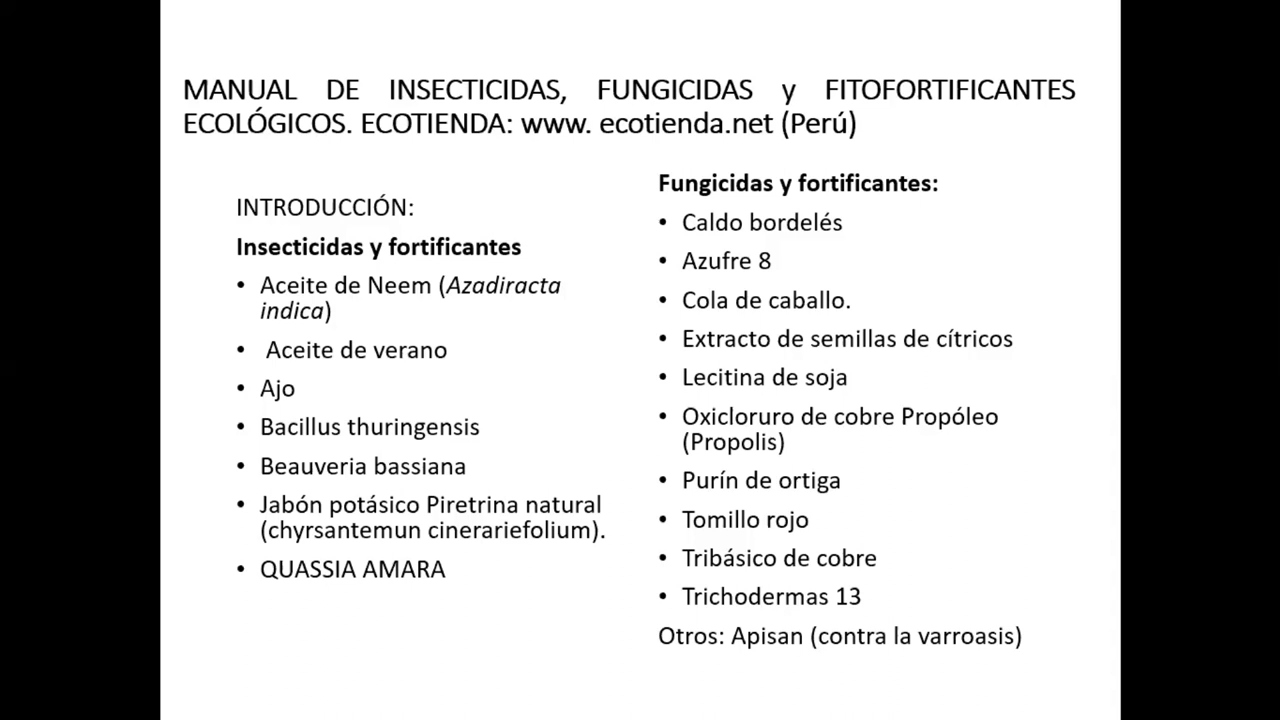 MANUAL DE INSECTICIDAS, FUNGICIDAS y FITOFORTIFICANTES
ECOLÓGICOS. ECOTIENDA: www. ecotienda.net (Perú)
INTRODUCCIÓN:
Insecticidas y fortificantes
• Aceite de Neem (Azadiracta
indica)
• Aceite de verano
• Ajo
• Bacillus thuringensis
• Beauveria bassiana
• Jabón potásico Piretrina natural
(chyrsantemun cinerariefolium).
• QUASSIA AMARA
Fungicidas y fortificantes:
• Caldo bordelés
• Azufre 8
• Cola de caballo.
• Extracto de semillas de cítricos
• Lecitina de soja
• Oxicloruro de cobre Propóleo
(Propolis)
• Purín de ortiga
• Tomillo rojo
• Tribásico de cobre
• Trichodermas 13
Otros: Apisan (contra la varroasis)